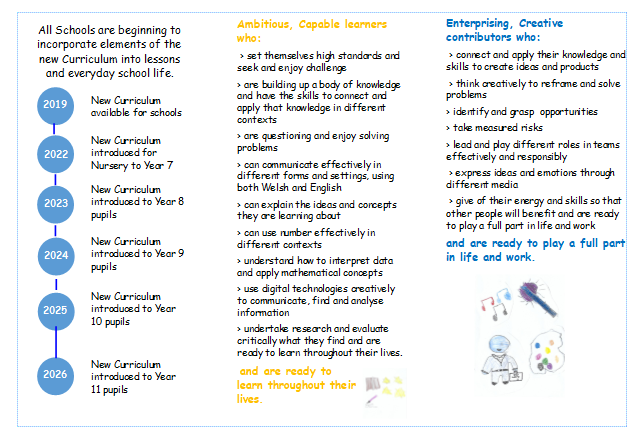 All Schools are beginning to
incorporate elements of the
new Curriculum into lessons
and everyday school life.
2019
New Curriculum
available for schools
2022
New Curriculum
introduced for
Nursery to Year 7
2023
New Curriculum
introduced to Year 8
pupils
2024
New Curriculum
introduced to Year 9
pupils
2025
New Curriculum
introduced to Year
10 pupils
2026
New Curriculum
introduced to Year
11 pupils
Ambitious, Capable learners
who:
› set themselves high standards and
seek and enjoy challenge
› are building up a body of knowledge
and have the skills to connect and
apply that knowledge in different
contexts
› are questioning and enjoy solving
problems
› can communicate effectively in
different forms and settings, using
both Welsh and English
› can explain the ideas and concepts
they are learning about
› can use number effectively in
different contexts
› understand how to interpret data
and apply mathematical concepts
› use digital technologies creatively
to communicate, find and analyse
information
› undertake research and evaluate
critically what they find and are
ready to learn throughout their lives.
and are ready to
learn throughout their
lives.
Enterprising, Creative
contributors who:
› connect and apply their knowledge and
skills to create ideas and products
› think creatively to reframe and solve
problems
› identify and grasp opportunities
› take measured risks
› lead and play different roles in teams
effectively and responsibly
› express ideas and emotions through
different media
› give of their energy and skills so that
other people will benefit and are ready
to play a full part in life and work
and are ready to play a full part
in life and work.